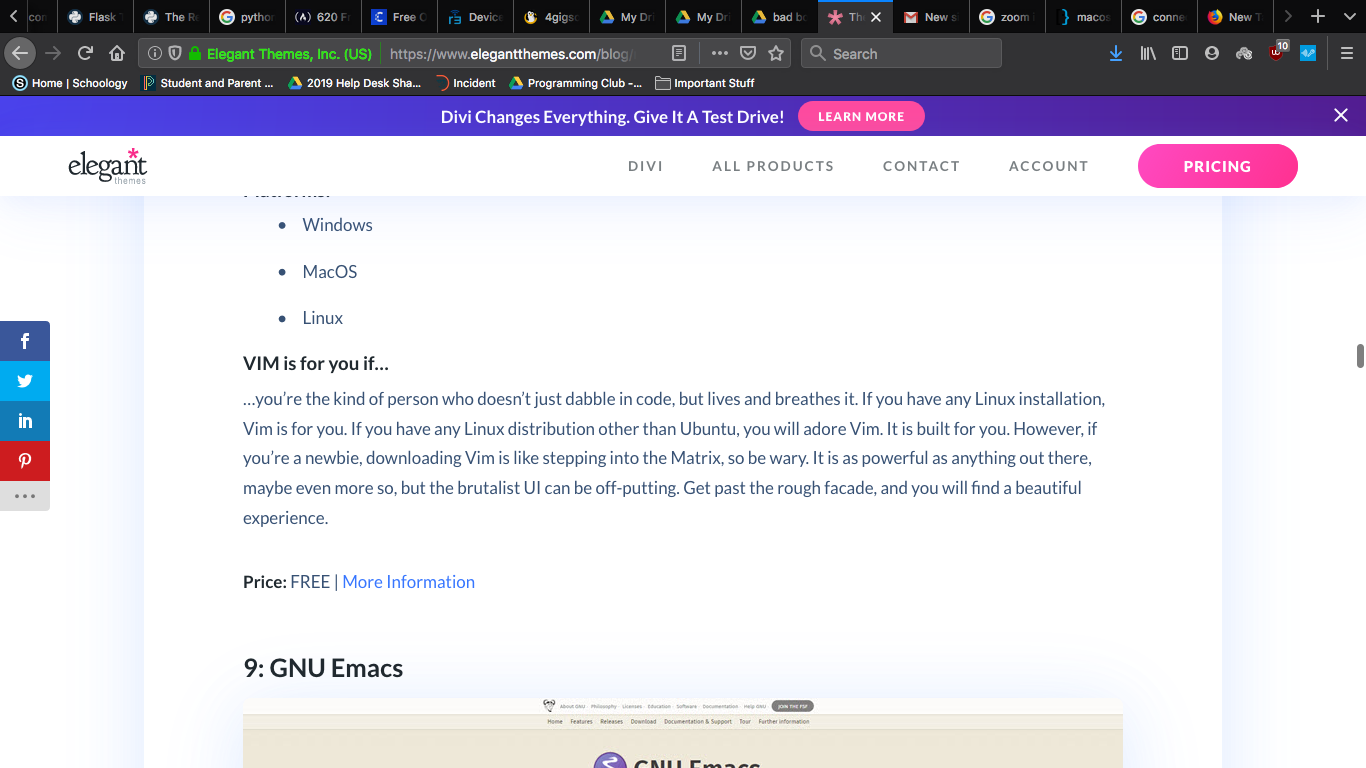 con
Flask T
The Re
python
620 Fr
Free O
Device
4gigsc
My Dri
My Dri
bad bo
The
New s
zoom i
macos
conne
New T
Elegant Themes, Inc. (US)
https://www.elegantthemes.com/blog/
Search
10
Home | Schoology
Student and Parent ...
2019 Help Desk Sha...
Incident
Programming Club -...
Important Stuff
Divi Changes Everything. Give It A Test Drive!
LEARN MORE
elegant themes
DIVI
ALL PRODUCTS
CONTACT
ACCOUNT
PRICING
• Windows
• MacOS
• Linux
VIM is for you if…
…you're the kind of person who doesn't just dabble in code, but lives and breathes it. If you have any Linux installation,
Vim is for you. If you have any Linux distribution other than Ubuntu, you will adore Vim. It is built for you. However, if
you're a newbie, downloading Vim is like stepping into the Matrix, so be wary. It is as powerful as anything out there,
maybe even more so, but the brutalist UI can be off-putting. Get past the rough facade, and you will find a beautiful
experience.
Price: FREE | More Information
9: GNU Emacs
About GNU Philosophy Licenses Education Software Documentation Help GNU JOIN THE FSF
Home Features Releases Download Documentation & Support Tour Further information
GNU Emacs